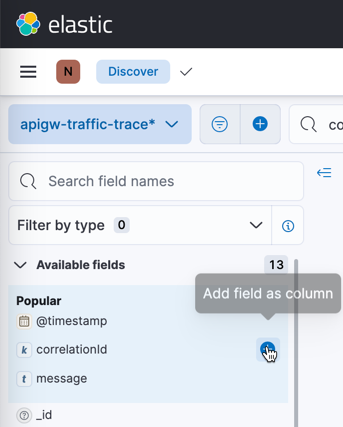 elastic
N Discover
apigw-traffic-trace* co
Search field names
Filter by type 0
Available fields 13
Add field as column
Popular
@timestamp
k correlationId
t message
_id